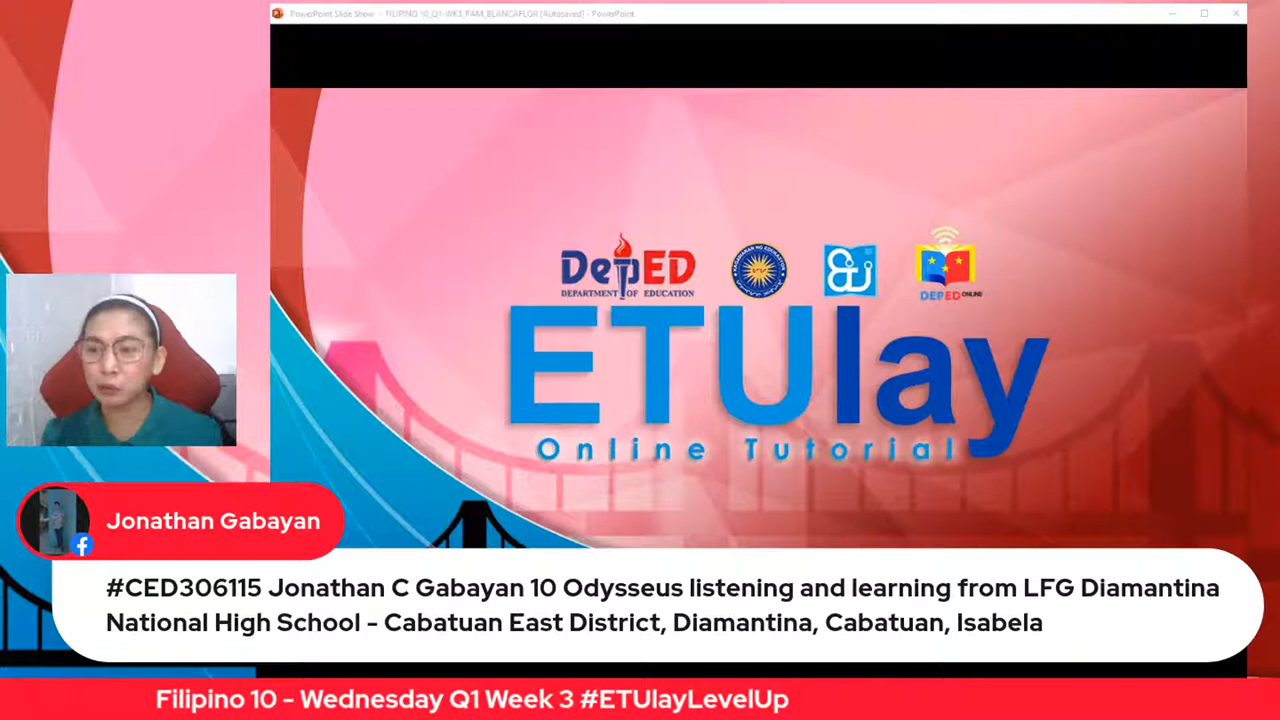 PowerPoint Slide Show - FILIPINO 10_Q1-WK3_PAMI_BLANCAFLOR [Autosaved] - PowerPoint
DepED
DEPARTMENT OF EDUCATION
DEPED ONLINE
ETUlay
Online Tutorial
Jonathan Gabayan
#CED306115 Jonathan C Gabayan 10 Odysseus listening and learning from LFG Diamantina
National High School - Cabatuan East District, Diamantina, Cabatuan, Isabela
Filipino 10 - Wednesday Q1 Week 3 #ETUlayLevelUp